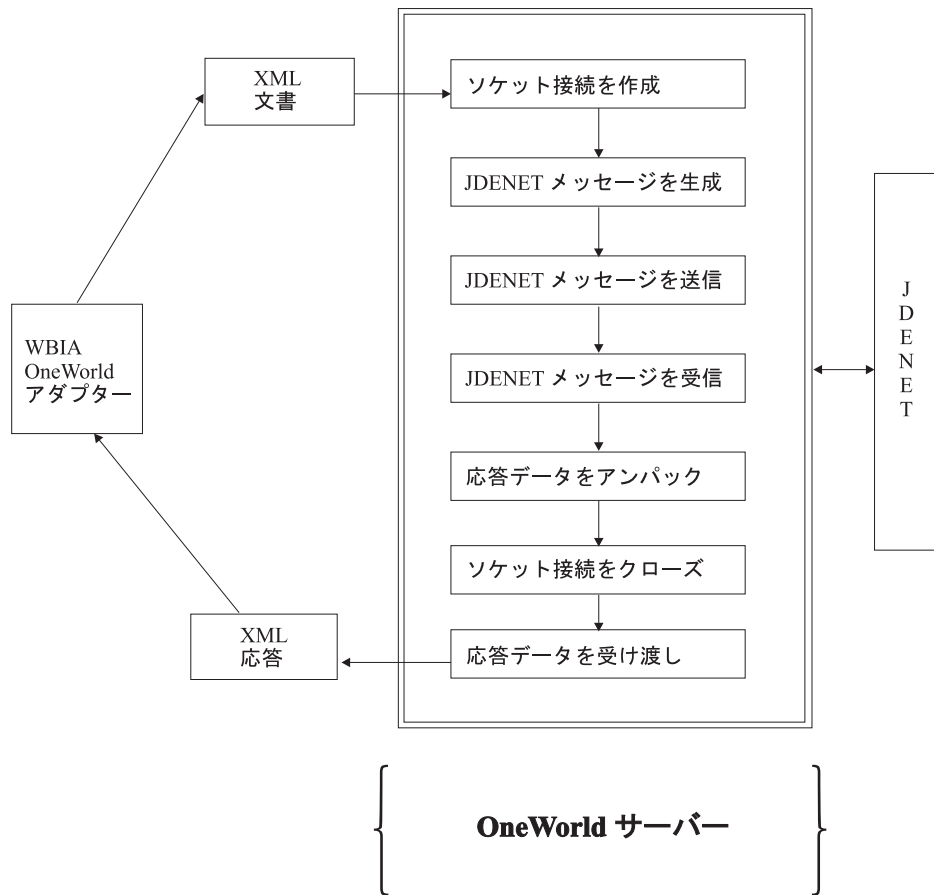 XML
文書
ソケット接続を作成
JDENET メッセージを生成
JDENET メッセージを送信
JDENET メッセージを受信
応答データをアンパック
ソケット接続をクローズ
応答データを受け渡し
WBIA
OneWorld
アダプター
XML
応答
J
D
E
N
E
T
OneWorld サーバー